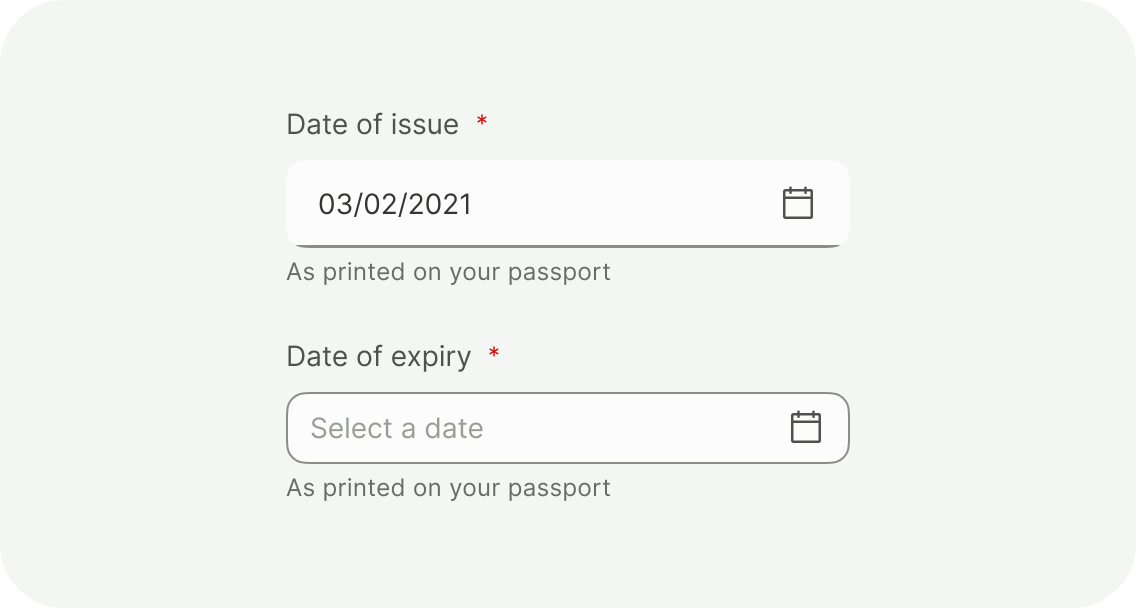 Date of issue *
03/02/2021
As printed on your passport
Date of expiry *
Select a date
As printed on your passport